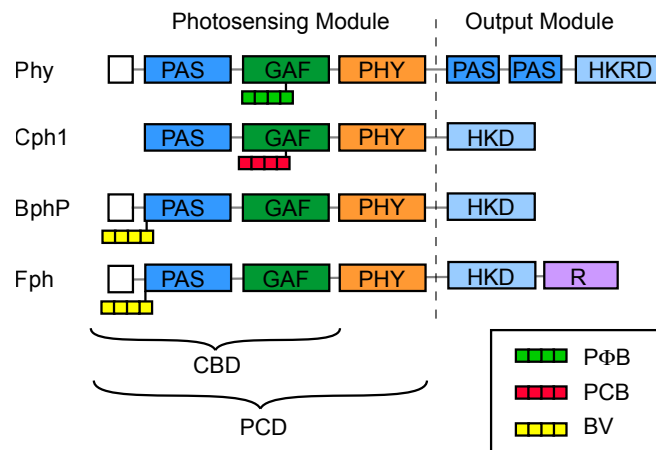 Photosensing Module Output Module
Phy PAS GAF PHY PAS PAS HKRD
Cph1 PAS GAF PHY HKD
BphP PAS GAF PHY HKD
Fph PAS GAF PHY HKD R
CBD
PCD
PΦB
PCB
BV